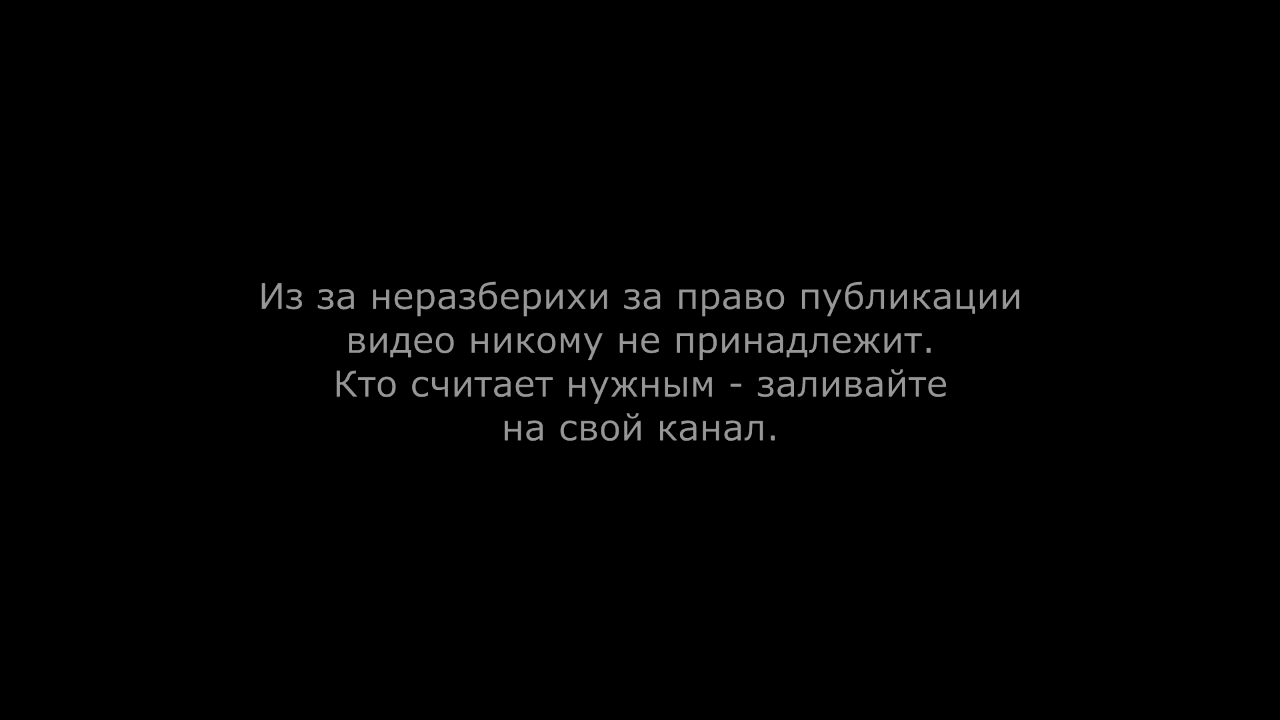 Из за неразберихи за право публикации
видео никому не принадлежит.
Кто считает нужным - заливайте
на свой канал.